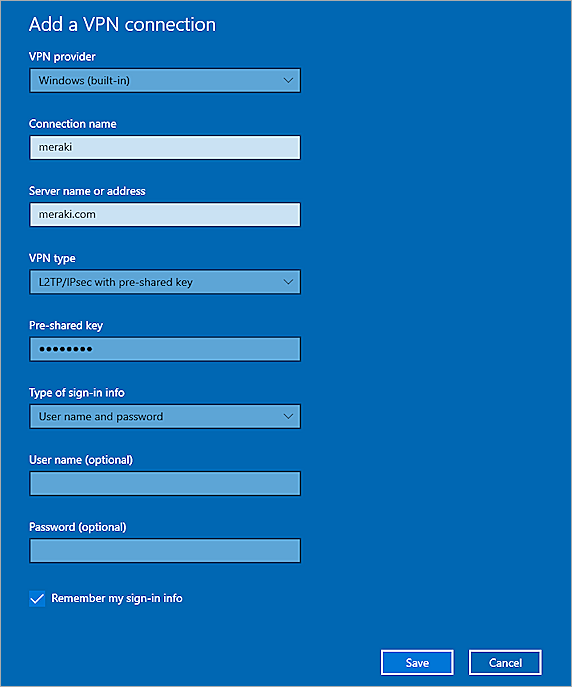 Add a VPN connection
VPN provider
Windows (built-in)
Connection name
meraki
Server name or address
meraki.com
VPN type
L2TP/IPsec with pre-shared key
Pre-shared key
●●●●●●●●
Type of sign-in info
User name and password
User name (optional)
Password (optional)
Remember my sign-in info
Save Cancel